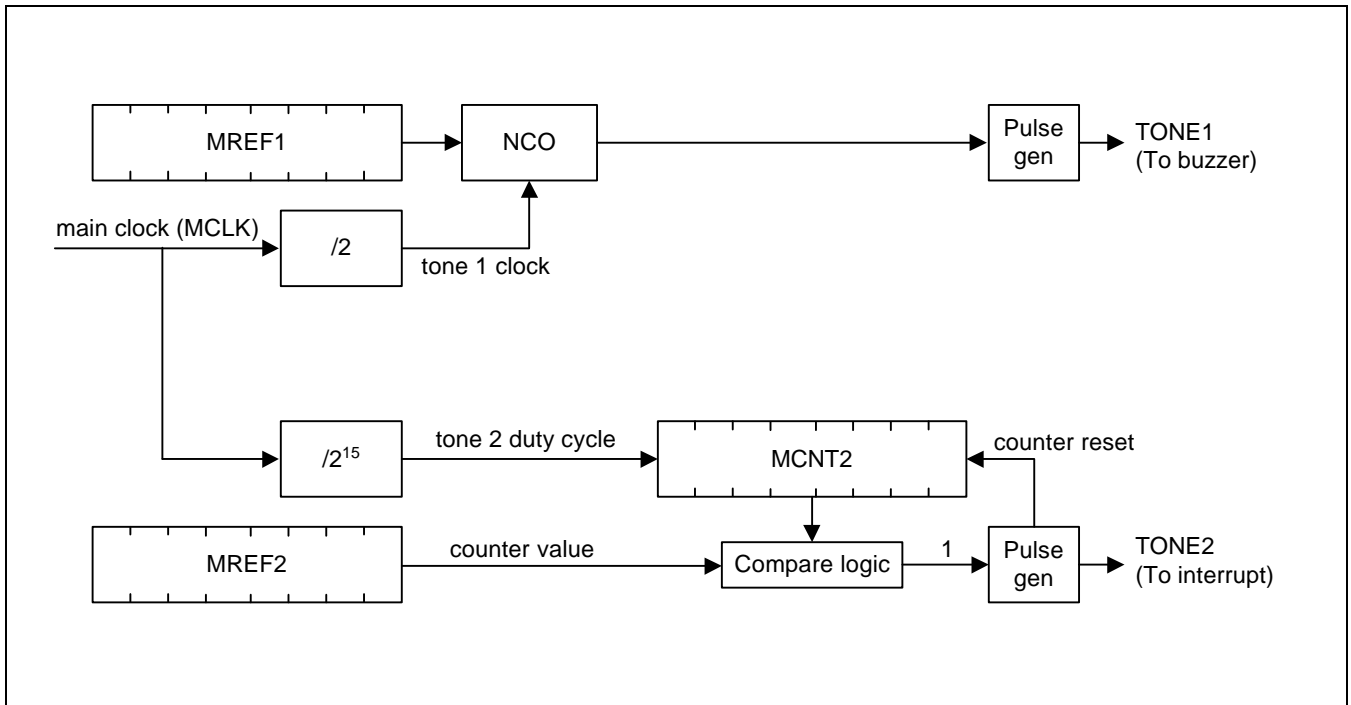 MREF1
NCO
Pulse
gen
TONE1
(To buzzer)
main clock (MCLK)
/2
tone 1 clock
/2¹⁵
tone 2 duty cycle
MCNT2
counter reset
MREF2
counter value
Compare logic
1
Pulse
gen
TONE2
(To interrupt)